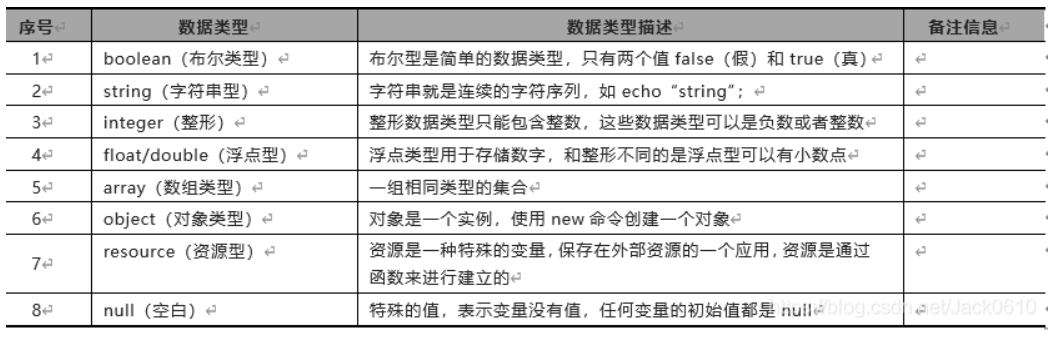 序号 数据类型 数据类型描述 备注信息
1 boolean（布尔类型） 布尔型是简单的数据类型，只有两个值 false（假）和 true（真）
2 string（字符串型） 字符串就是连续的字符序列，如 echo“string”；
3 integer（整形） 整形数据类型只能包含整数，这些数据类型可以是负数或者整数
4 float/double（浮点型） 浮点类型用于存储数字，和整形不同的是浮点型可以有小数点
5 array（数组类型） 一组相同类型的集合
6 object（对象类型） 对象是一个实例，使用 new 命令创建一个对象
7 resource（资源型） 资源是一种特殊的变量，保存在外部资源的一个应用，资源是通过
函数来进行建立的
8 null（空白） 特殊的值，表示变量没有值，任何变量的初始值都是 null
https://blog.csdn.net/Jack0610